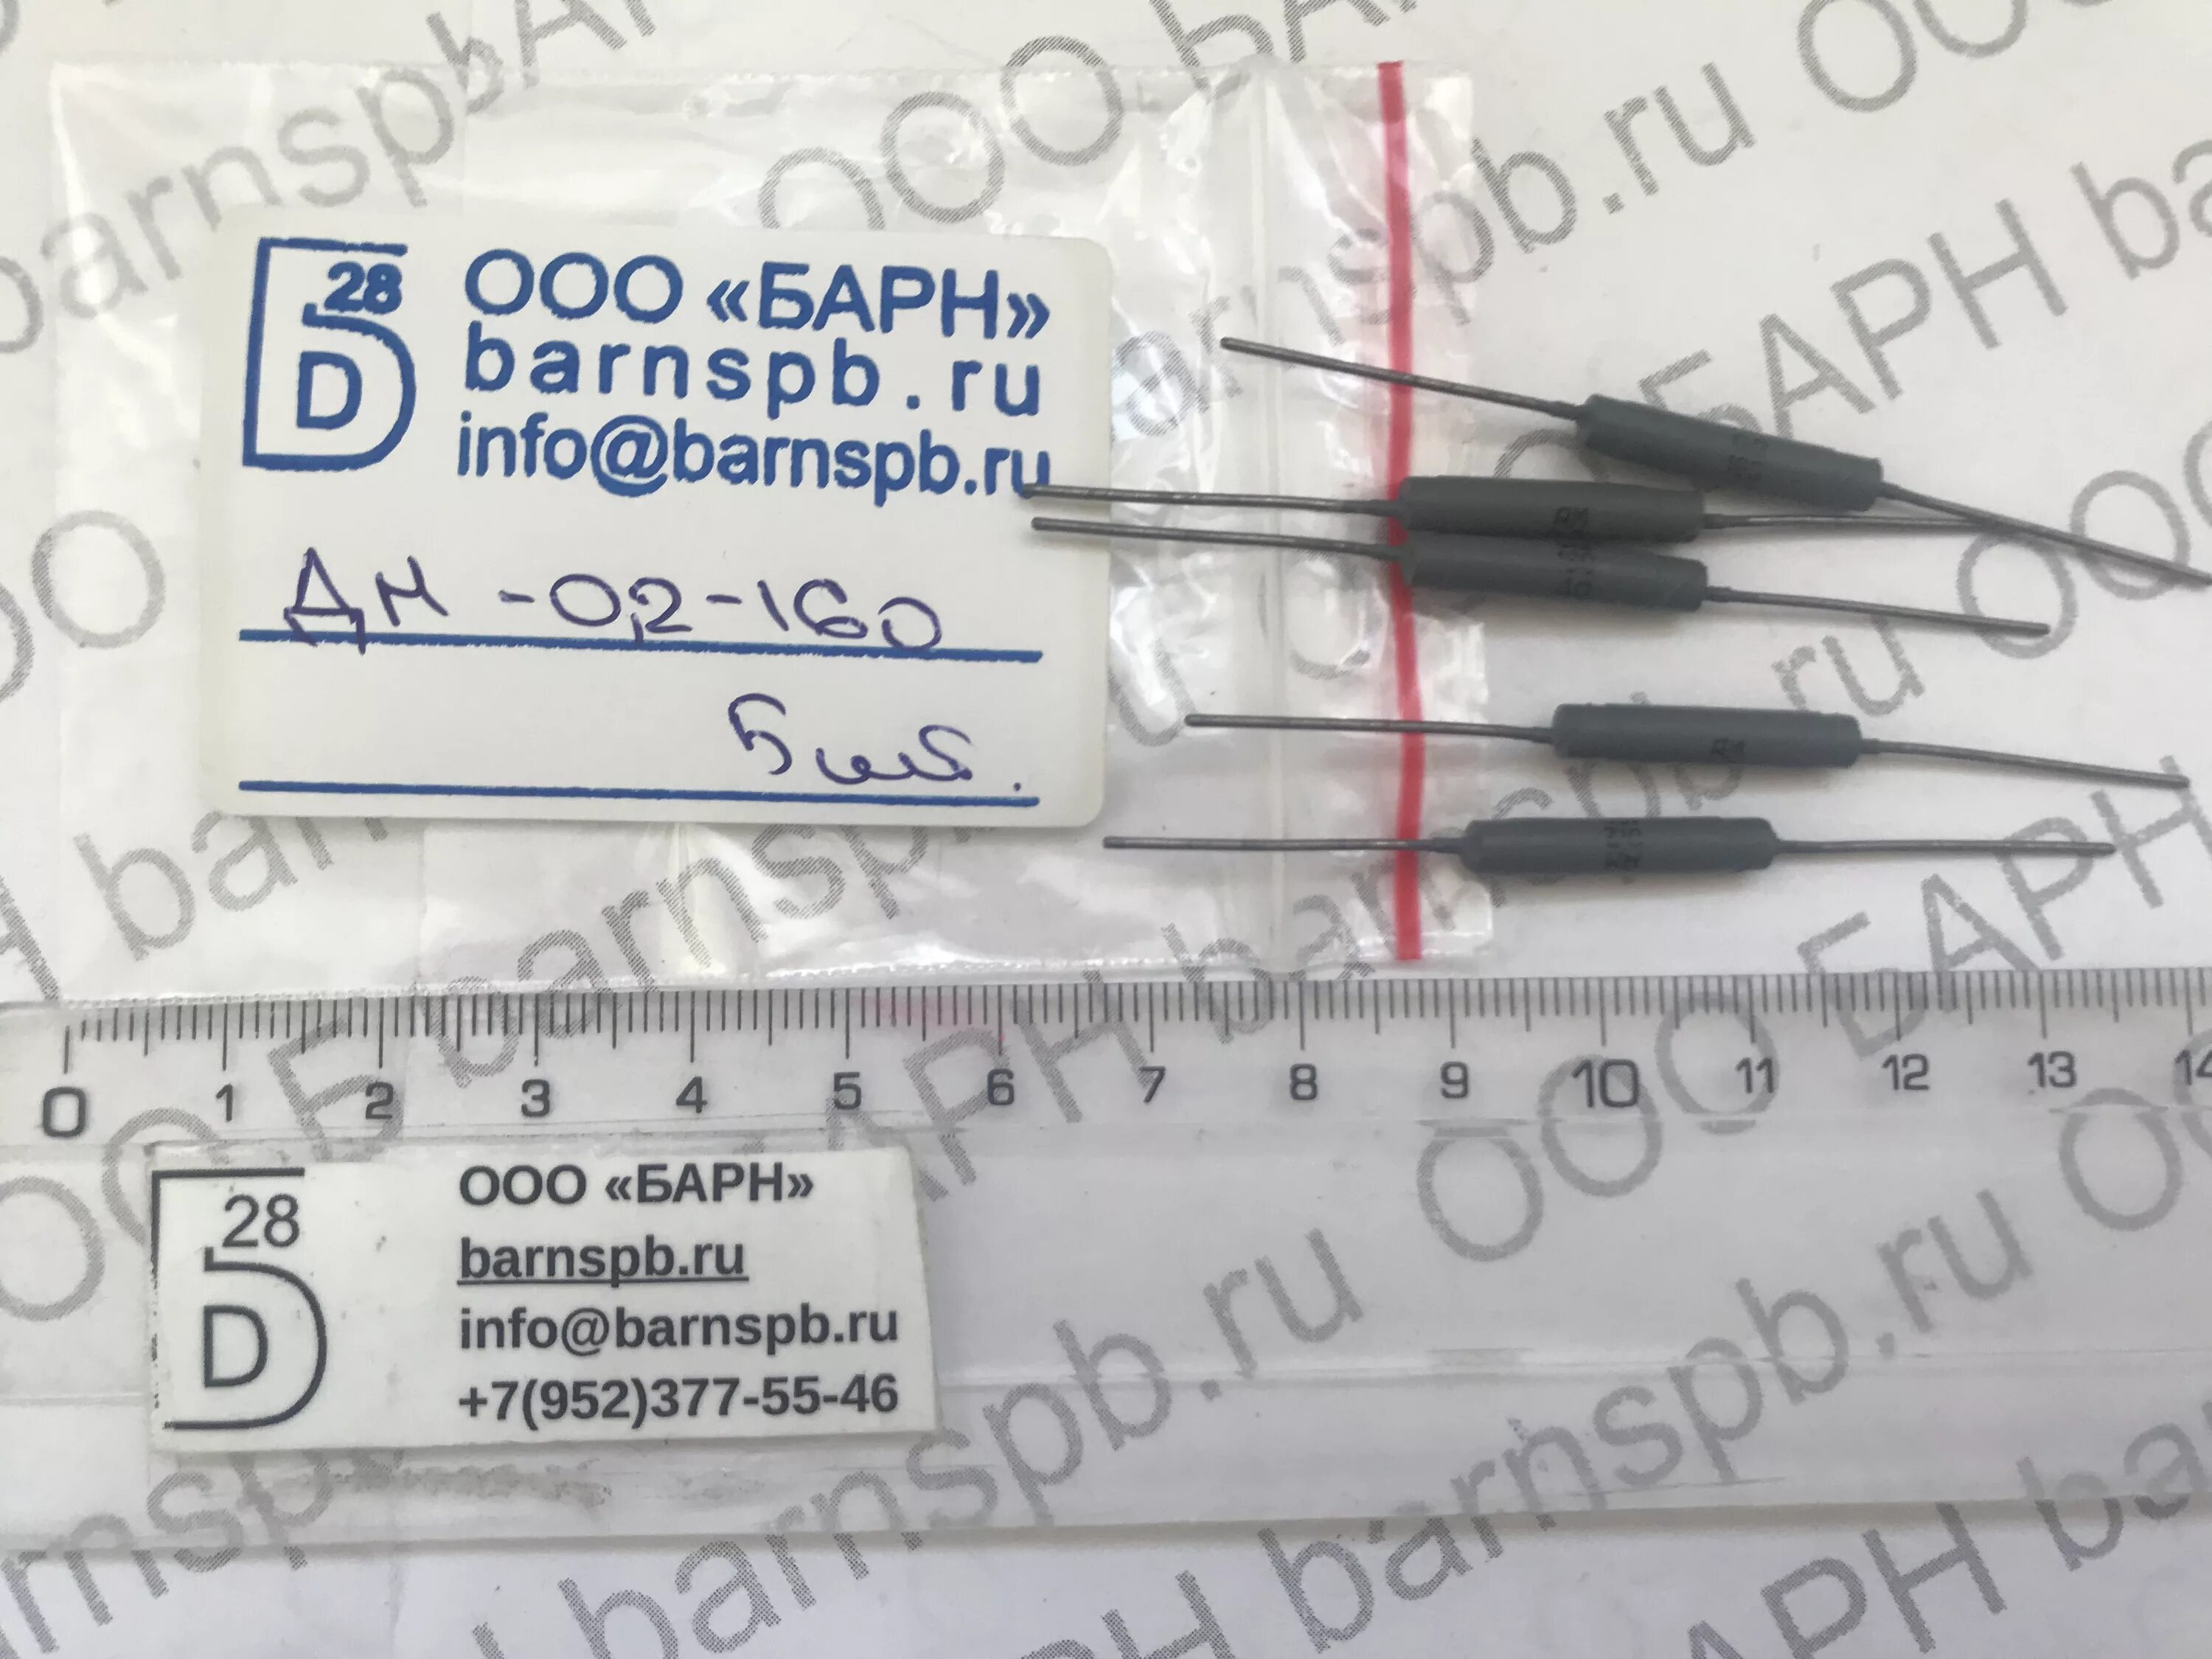 28
D
ООО «БАРН»
barnspb.ru
info@barnspb.ru
ДМ -0,2-160
5 шт.
0 1 2 3 4 5 6 7 8 9 10 11 12 13 14
28
D
ООО «БАРН»
barnspb.ru
info@barnspb.ru
+7(952)377-55-46